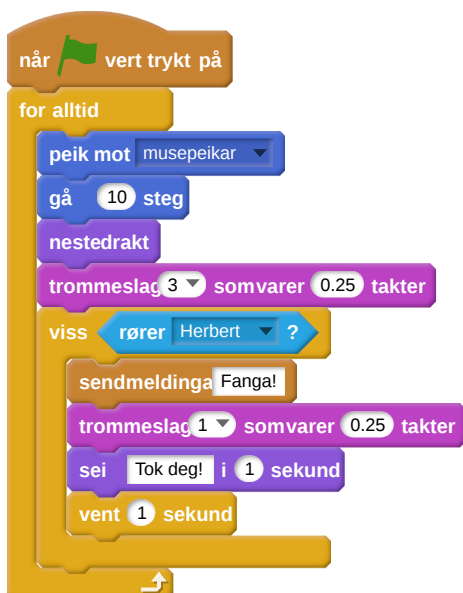 når vert trykt på
for alltid
peik mot musepeikar
gå 10 steg
nestedrakt
trommeslag 3 somvarer 0.25 takter
viss rører Herbert ?
sendmeldinga Fanga!
trommeslag 1 somvarer 0.25 takter
sei Tok deg! i 1 sekund
vent 1 sekund